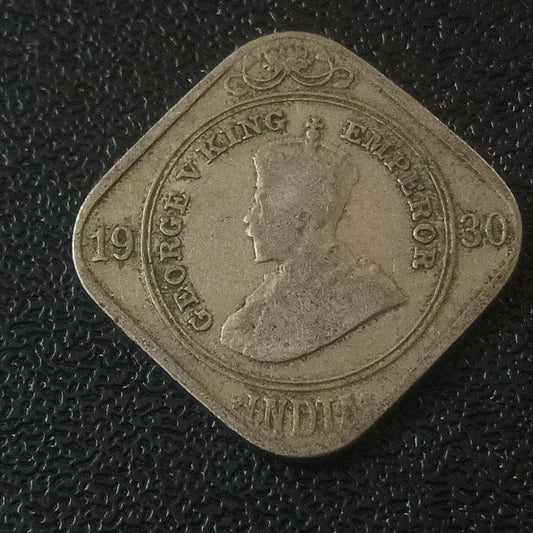 GEORGE V KING EMPEROR
19 30
INDIA